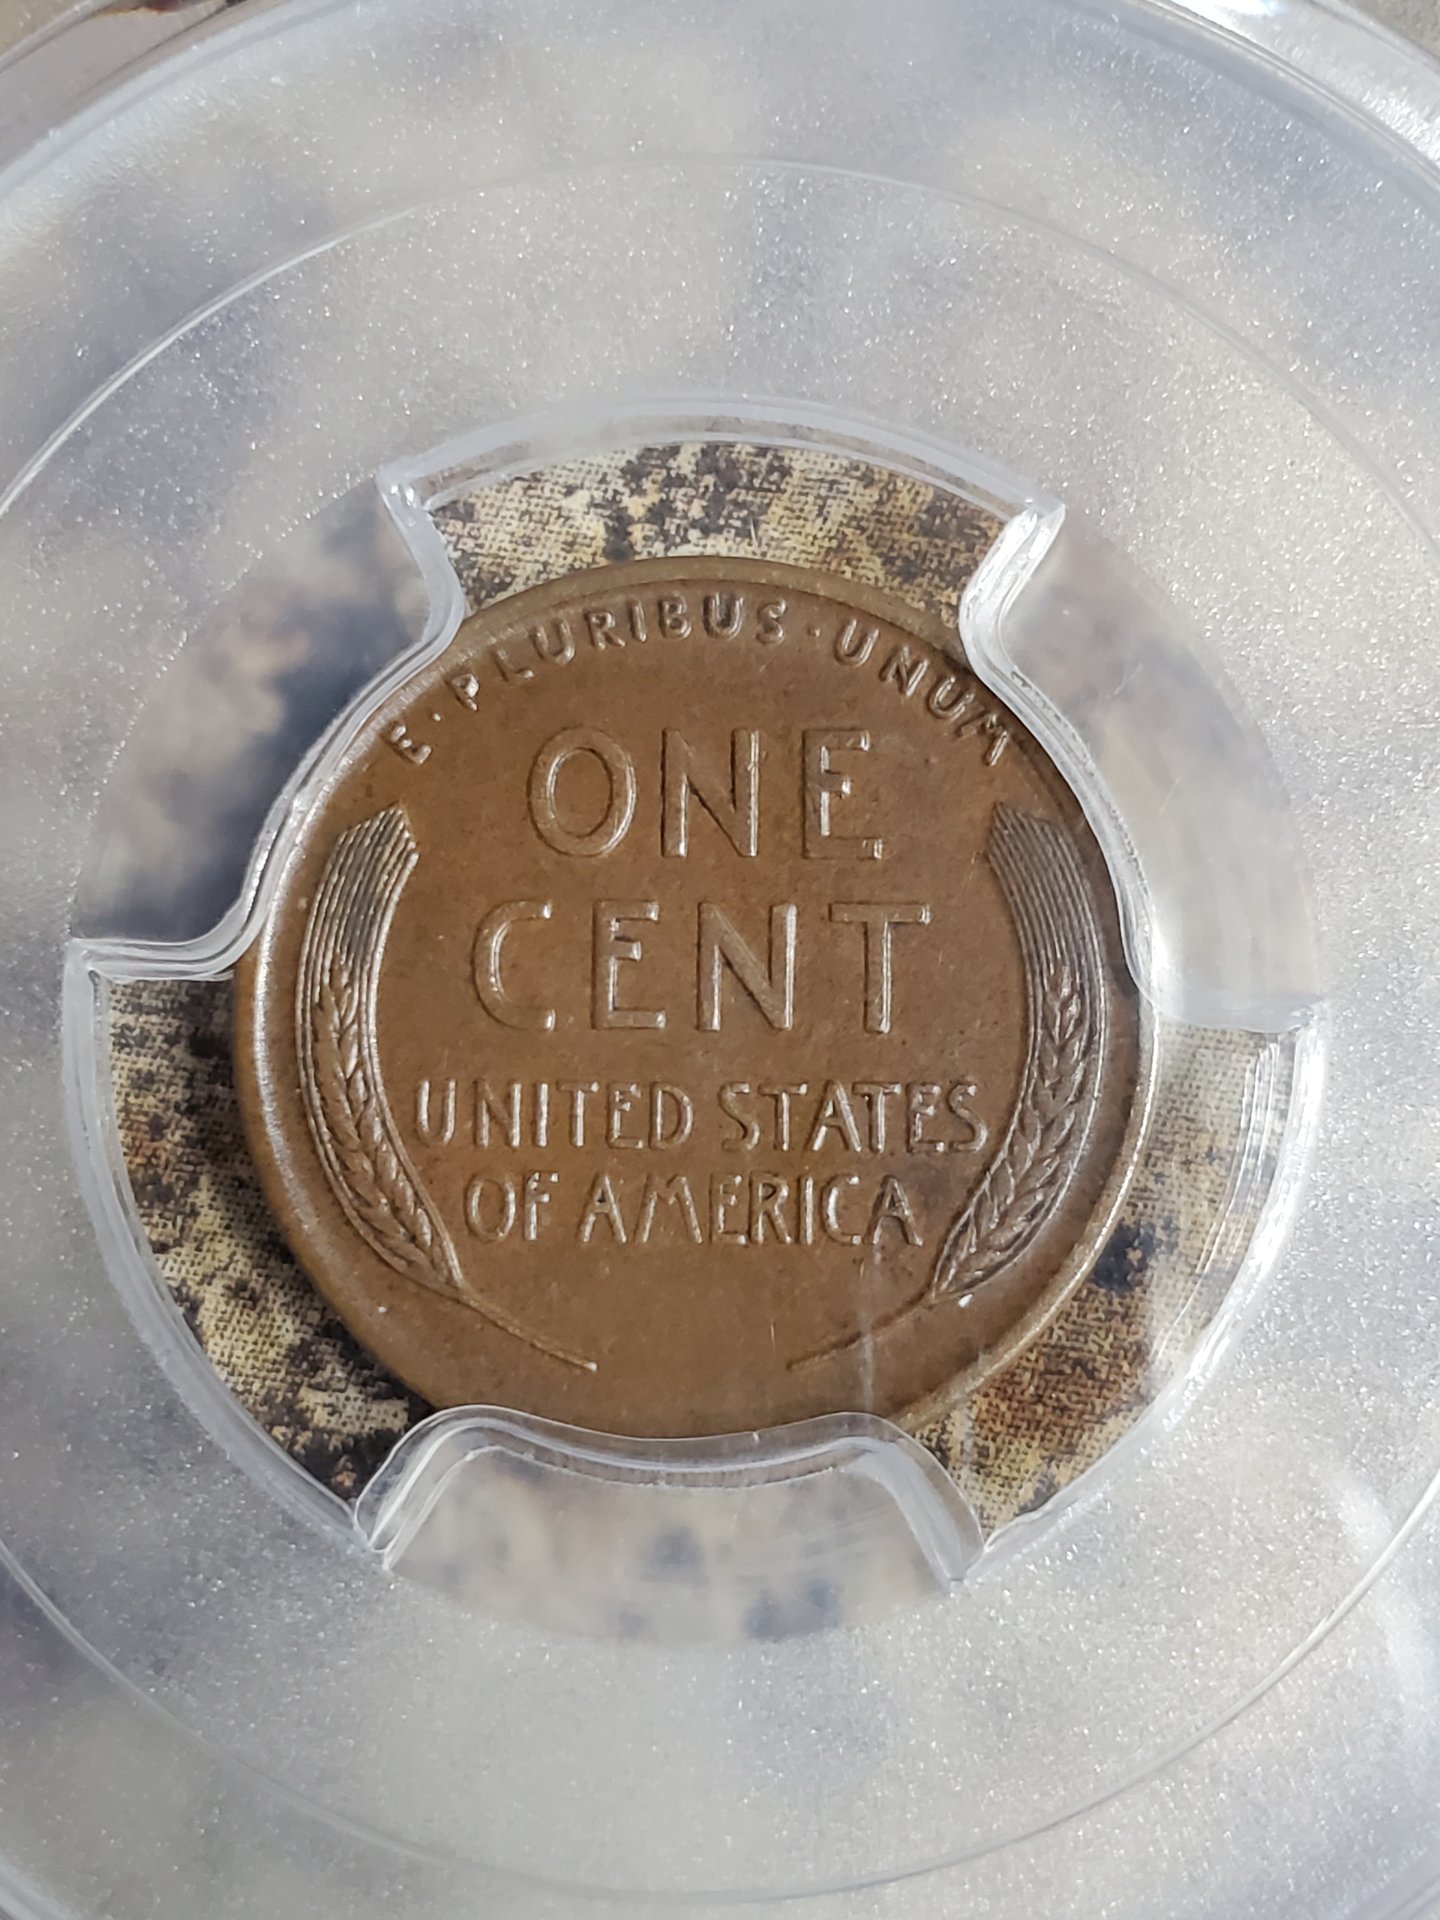 E·PLURIBUS·UNUM
ONE
CENT
UNITED STATES
OF AMERICA